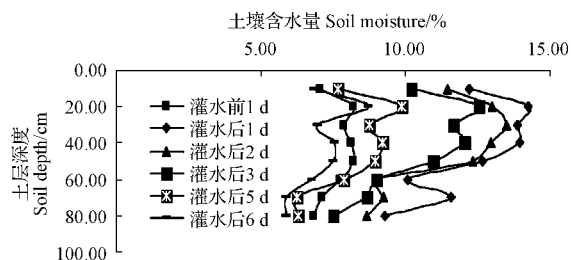 土壤含水量 Soil moisture/%
5.00 10.00 15.00
0.00
20.00
40.00
60.00
80.00
100.00
土层深度
Soil depth/cm
灌水前1 d
灌水后1 d
灌水后2 d
灌水后3 d
灌水后5 d
灌水后6 d